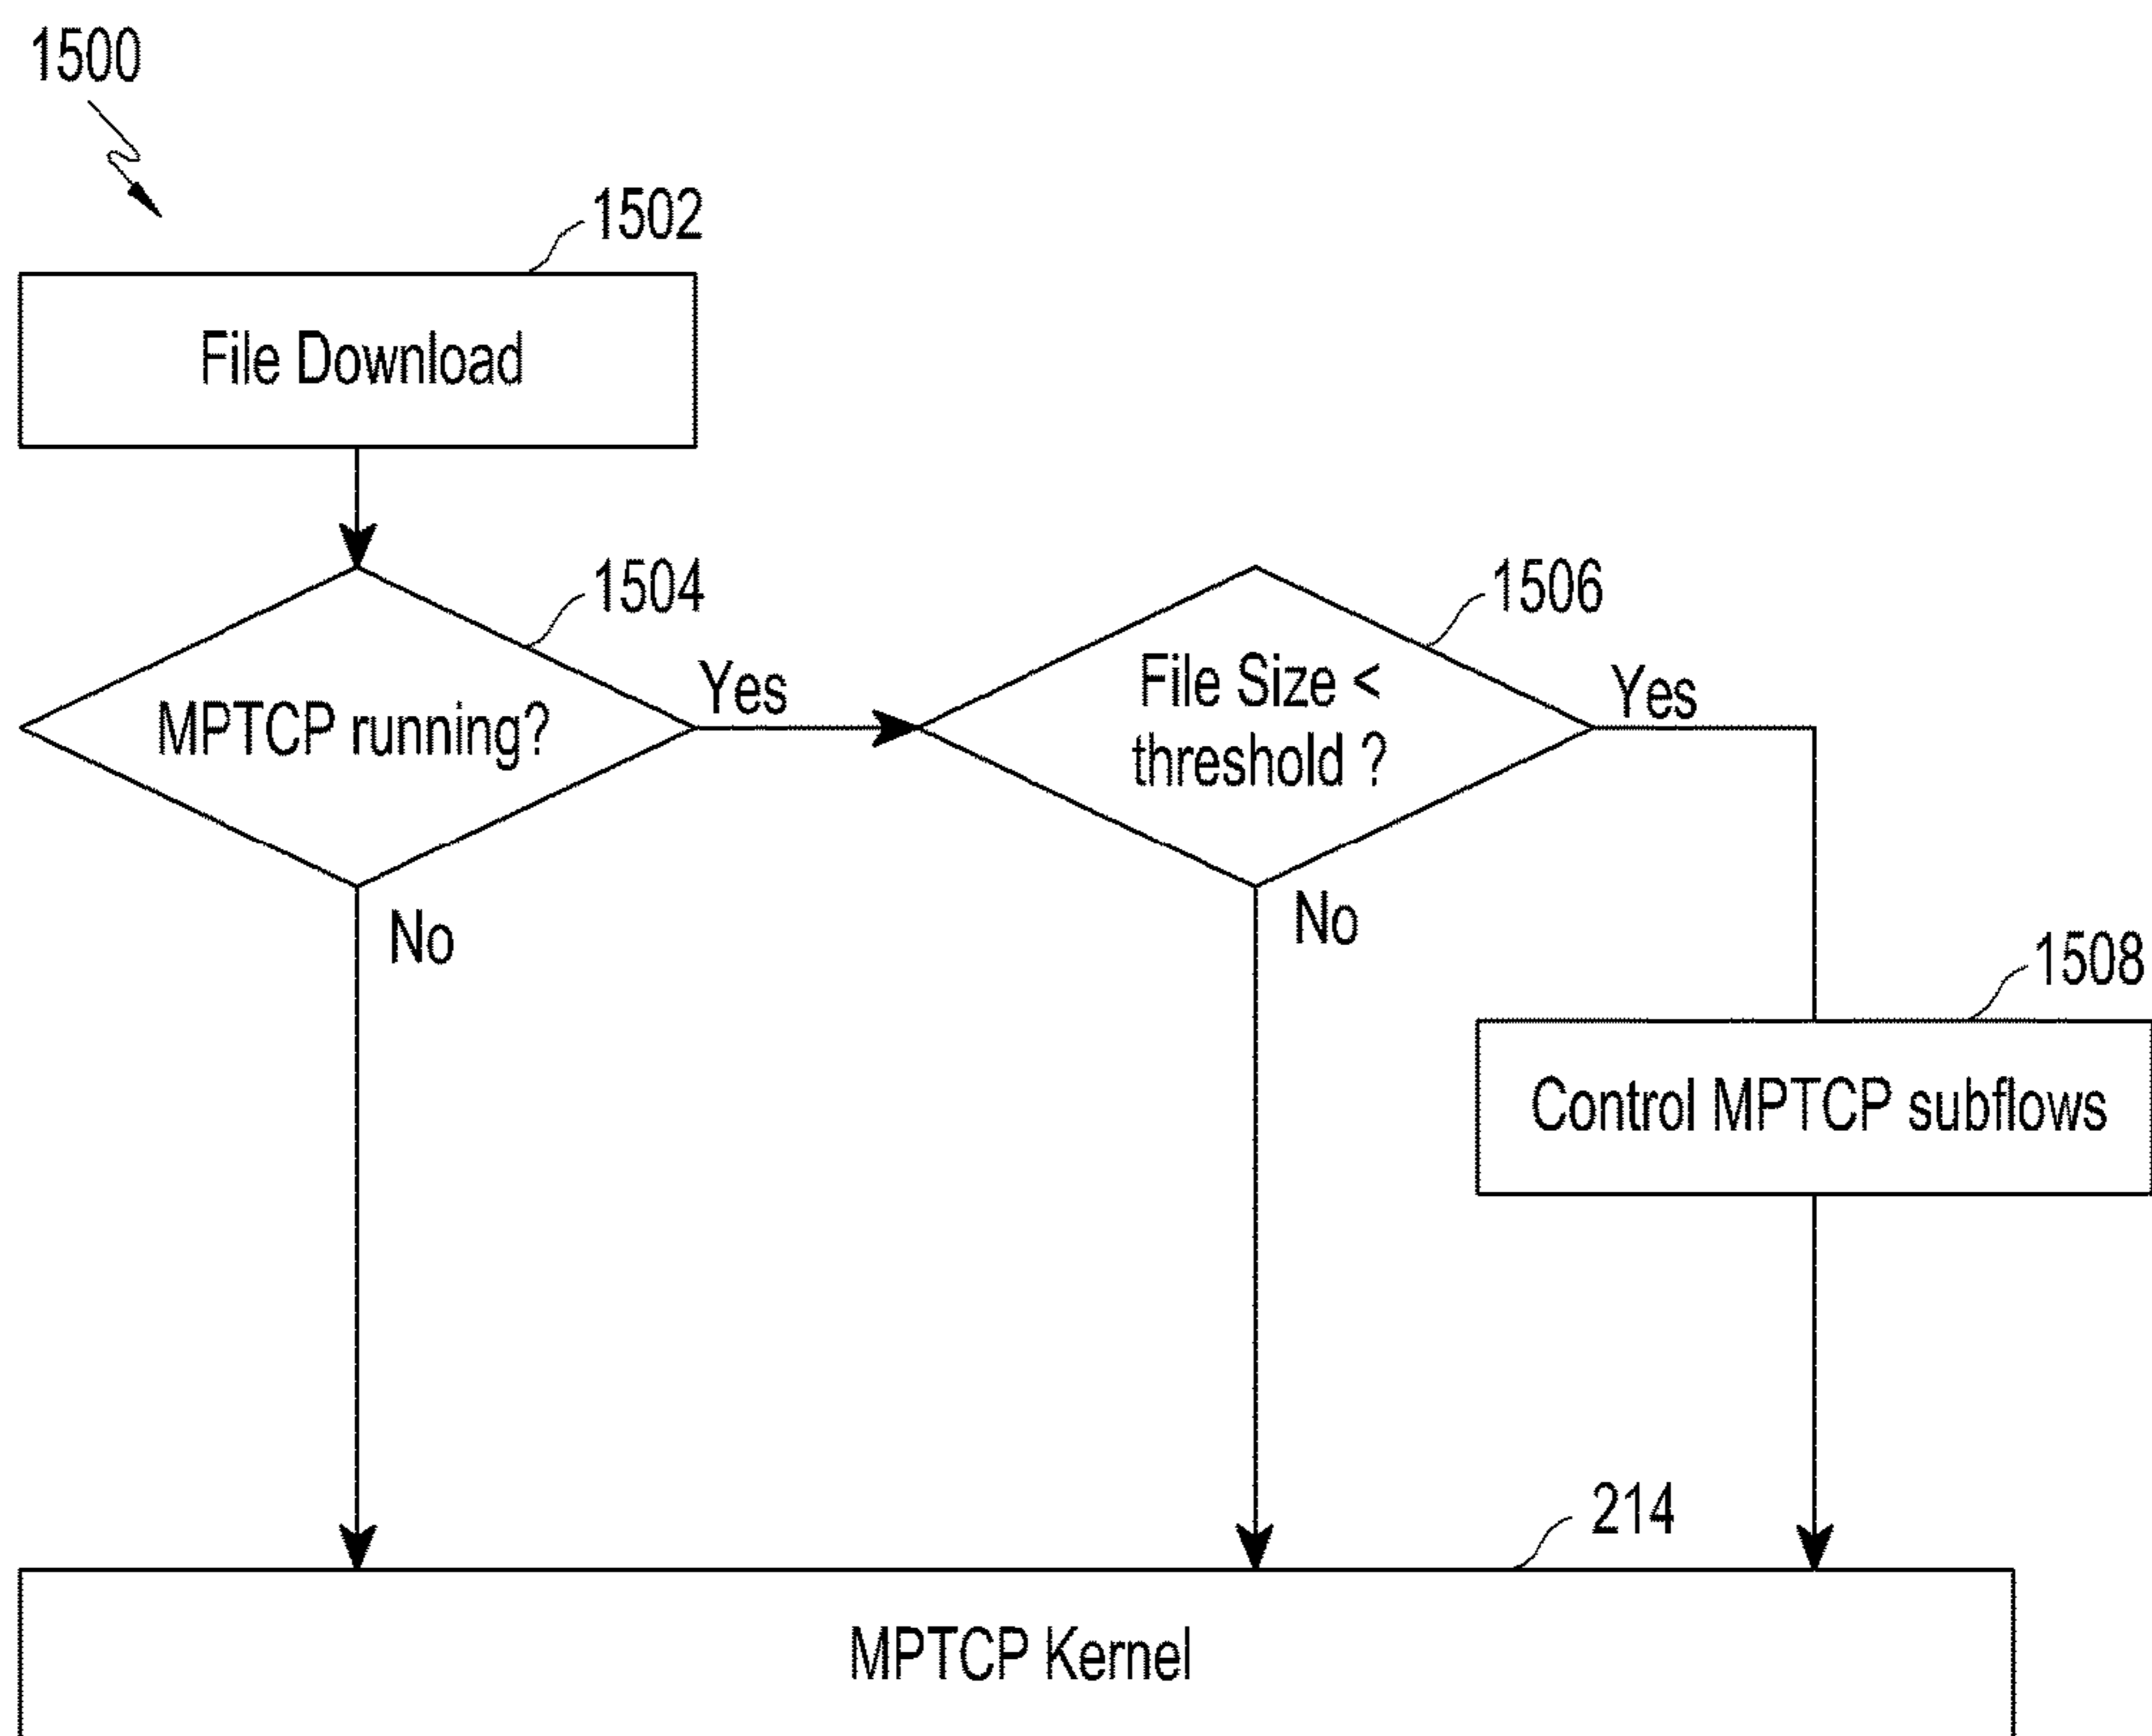 1500
1502
File Download
1504
1506
MPTCP running?
Yes
File Size <
threshold ?
Yes
No
No
1508
Control MPTCP subflows
214
MPTCP Kernel